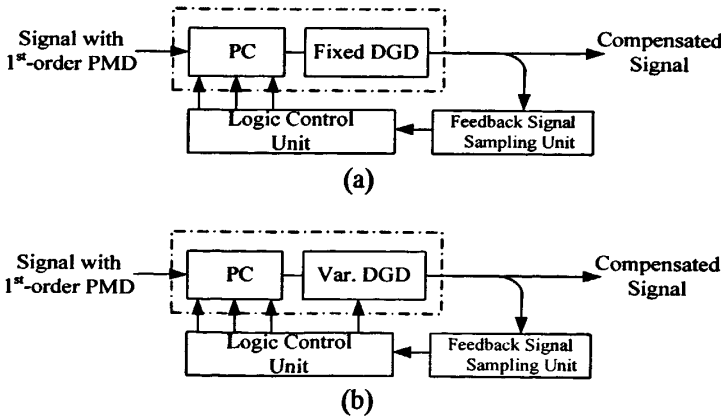 Signal with
1st-order PMD
PC
Fixed DGD
Compensated
Signal
Logic Control
Unit
Feedback Signal
Sampling Unit
(a)
Signal with
1st-order PMD
PC
Var. DGD
Compensated
Signal
Logic Control
Unit
Feedback Signal
Sampling Unit
(b)